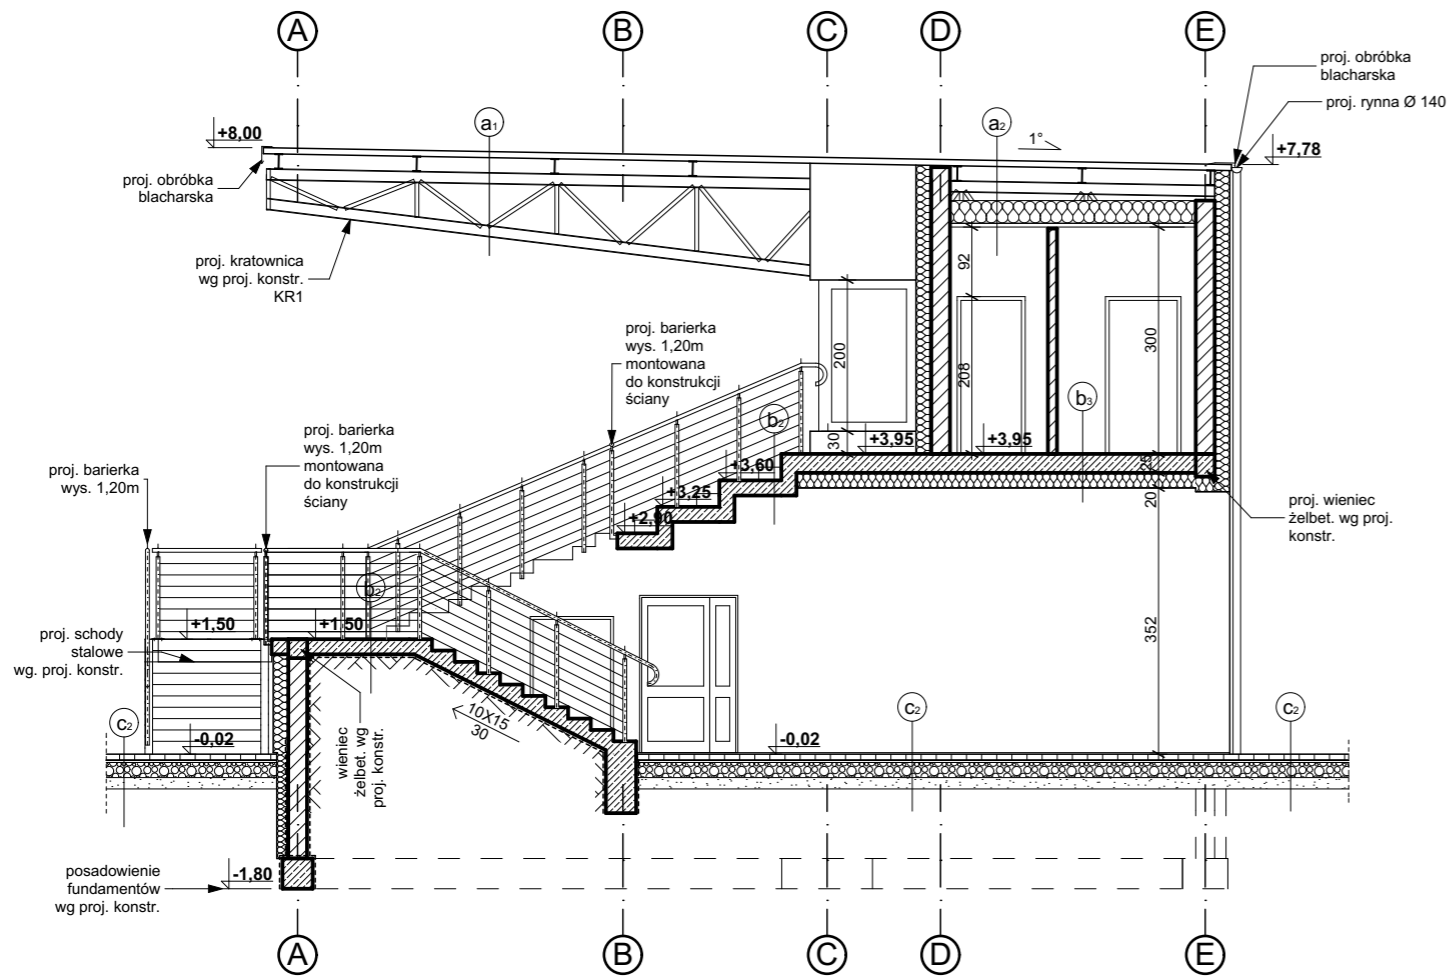 A
B
C
D
E
proj. obróbka
blacharska
proj. rynna Ø 140
a1
a2
1°
+8,00
+7,78
proj. obróbka
blacharska
proj. kratownica
wg proj. konstr.
KR1
92
200
208
300
proj. barierka
wys. 1,20m
montowana
do konstrukcji
ściany
b2
b3
proj. barierka
wys. 1,20m
montowana
do konstrukcji
ściany
30
+3,95
+3,95
proj. barierka
wys. 1,20m
+3,60
25
+3,25
20
+2,90
proj. wieniec
żelbet. wg proj.
konstr.
b2
+1,50
+1,50
proj. schody
stalowe
wg. proj. konstr.
352
10X15
30
c2
c2
c2
-0,02
-0,02
wieniec
żelbet. wg
proj. konstr.
posadowienie
fundamentów
wg proj. konstr.
-1,80
A
B
C
D
E